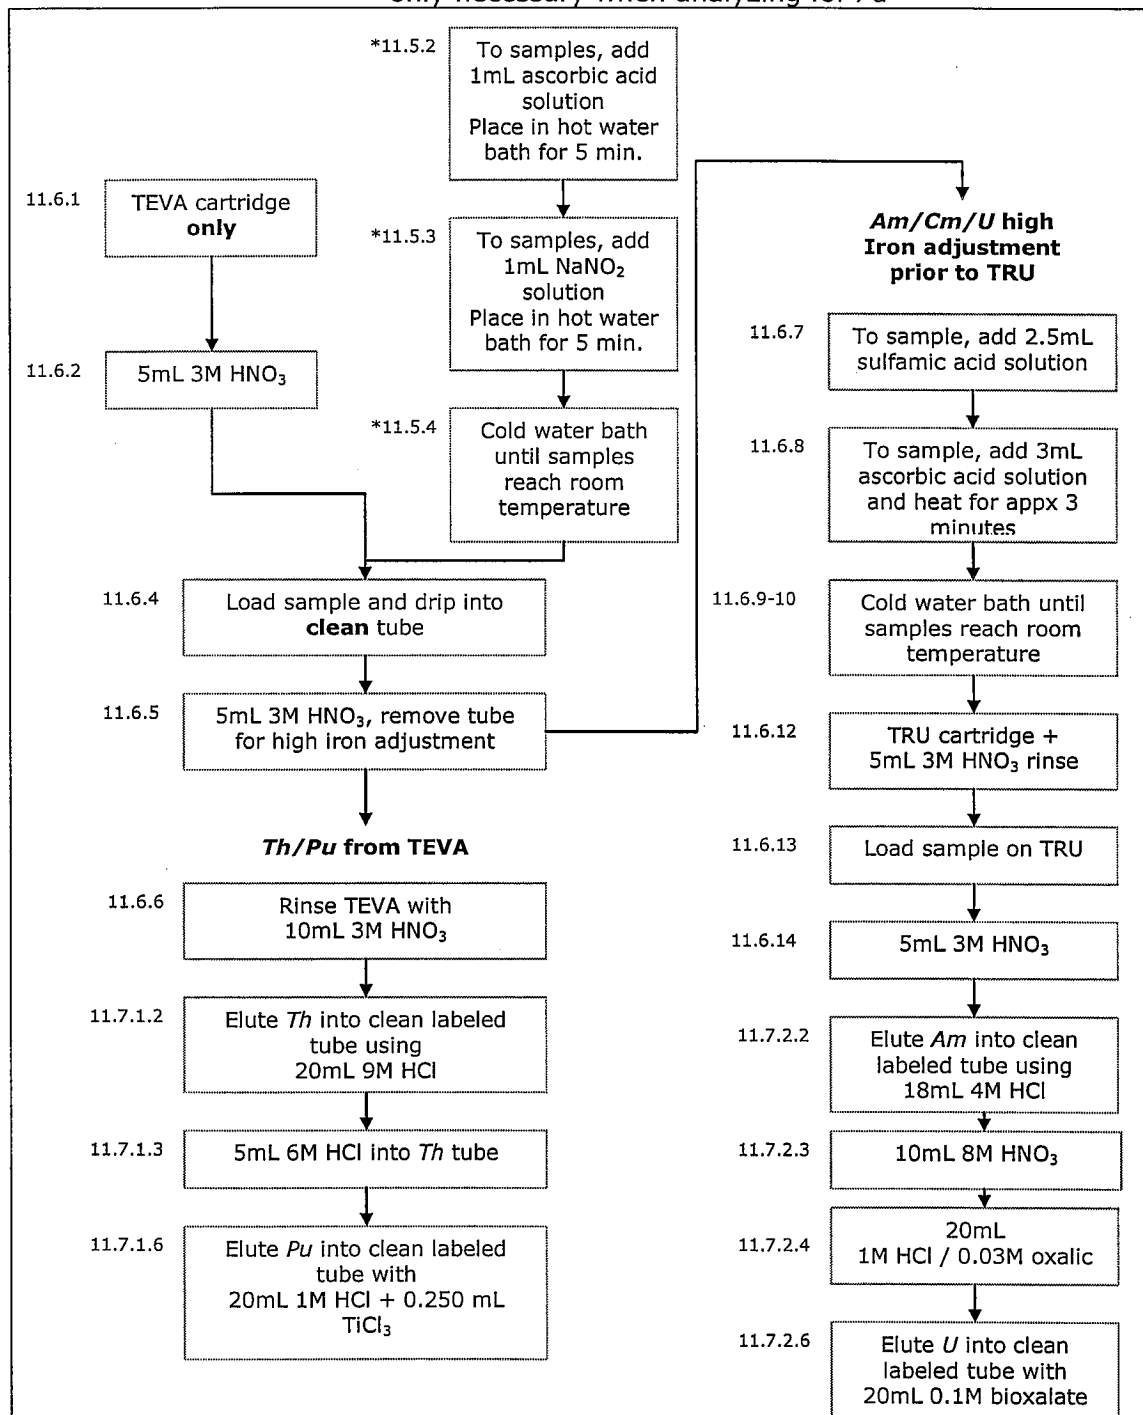 only necessary when analyzing for Pu
*11.5.2
To samples, add
1mL ascorbic acid
solution
Place in hot water
bath for 5 min.
*11.5.3
To samples, add
1mL NaNO₂
solution
Place in hot water
bath for 5 min.
*11.5.4
Cold water bath
until samples
reach room
temperature
11.6.1
TEVA cartridge
only
11.6.2
5mL 3M HNO₃
11.6.4
Load sample and drip into
clean tube
11.6.5
5mL 3M HNO₃, remove tube
for high iron adjustment
Th/Pu from TEVA
11.6.6
Rinse TEVA with
10mL 3M HNO₃
11.7.1.2
Elute Th into clean labeled
tube using
20mL 9M HCl
11.7.1.3
5mL 6M HCl into Th tube
11.7.1.6
Elute Pu into clean labeled
tube with
20mL 1M HCl + 0.250 mL
TiCl₃
Am/Cm/U high
Iron adjustment
prior to TRU
11.6.7
To sample, add 2.5mL
sulfamic acid solution
11.6.8
To sample, add 3mL
ascorbic acid solution
and heat for appx 3
minutes
11.6.9-10
Cold water bath until
samples reach room
temperature
11.6.12
TRU cartridge +
5mL 3M HNO₃ rinse
11.6.13
Load sample on TRU
11.6.14
5mL 3M HNO₃
11.7.2.2
Elute Am into clean
labeled tube using
18mL 4M HCl
11.7.2.3
10mL 8M HNO₃
11.7.2.4
20mL
1M HCl / 0.03M oxalic
11.7.2.6
Elute U into clean
labeled tube with
20mL 0.1M bioxalate